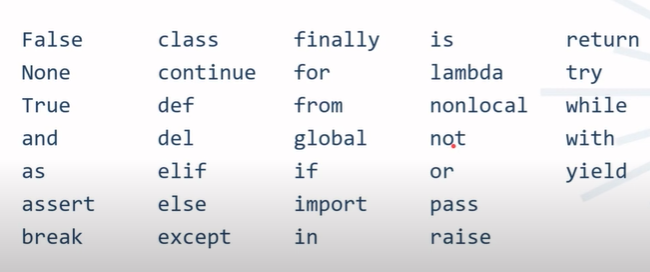 False class finally is return
None continue for lambda try
True def from nonlocal while
and del global not with
as elif if or yield
assert else import pass
break except in raise